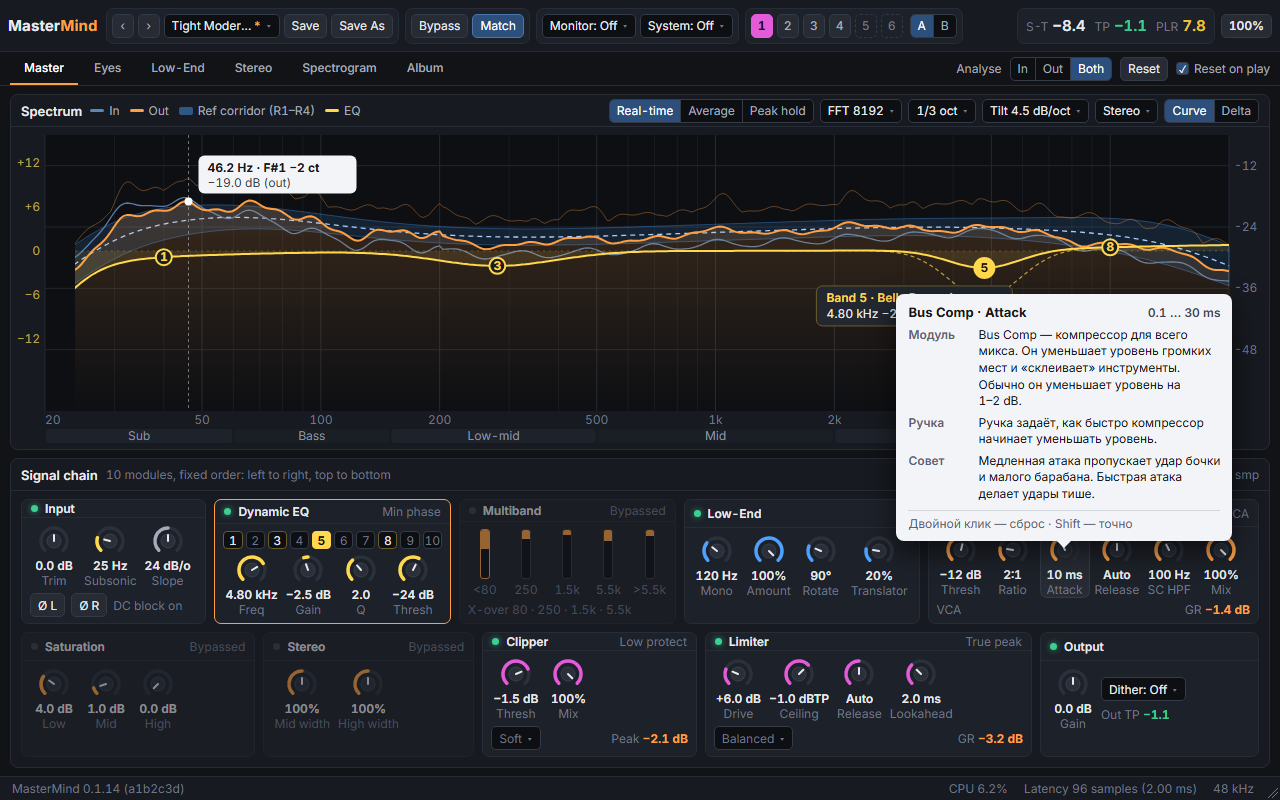 MasterMind ‹ › Tight Moder... * Save Save As Bypass Match Monitor: Off System: Off 1 2 3 4 5 6 A B S-T −8.4 TP −1.1 PLR 7.8 100%
Master Eyes Low-End Stereo Spectrogram Album Analyse In Out Both Reset Reset on play
Spectrum In Out Ref corridor (R1–R4) EQ Real-time Average Peak hold FFT 8192 1/3 oct Tilt 4.5 dB/oct Stereo Curve Delta
+12 −12
46.2 Hz · F#1 −2 ct
−19.0 dB (out)
+6 −24
0 1 3 5 8
−6 −36
Band 5 ·
4.80 kHz
−12 −48
20 50 100 200 500 1k 2k
Sub Bass Low-mid Mid
Bus Comp · Attack 0.1 … 30 ms
Модуль Bus Comp — компрессор для всего
микса. Он уменьшает уровень громких
мест и «склеивает» инструменты.
Обычно он уменьшает уровень на
1–2 dB.
Ручка Ручка задаёт, как быстро компрессор
начинает уменьшать уровень.
Совет Медленная атака пропускает удар бочки
и малого барабана. Быстрая атака
делает удары тише.
Двойной клик — сброс · Shift — точно
Signal chain 10 modules, fixed order: left to right, top to bottom smp
Input
0.0 dB 25 Hz 24 dB/o
Trim Subsonic Slope
Ø L Ø R DC block on
Dynamic EQ Min phase
1 2 3 4 5 6 7 8 9 10
4.80 kHz −2.5 dB 2.0 −24 dB
Freq Gain Q Thresh
Multiband Bypassed
<80 250 1.5k 5.5k >5.5k
X-over 80 · 250 · 1.5k · 5.5k
Low-End
120 Hz 100% 90° 20%
Mono Amount Rotate Translator
CA
−12 dB 2:1 10 ms Auto 100 Hz 100%
Thresh Ratio Attack Release SC HPF Mix
VCA GR −1.4 dB
Saturation Bypassed
4.0 dB 1.0 dB 0.0 dB
Low Mid High
Stereo Bypassed
100% 100%
Mid width High width
Clipper Low protect
−1.5 dB 100%
Thresh Mix
Soft Peak −2.1 dB
Limiter True peak
+6.0 dB −1.0 dBTP Auto 2.0 ms
Drive Ceiling Release Lookahead
Balanced GR −3.2 dB
Output
0.0 dB
Gain
Dither: Off
Out TP −1.1
MasterMind 0.1.14 (a1b2c3d) CPU 6.2% Latency 96 samples (2.00 ms) 48 kHz